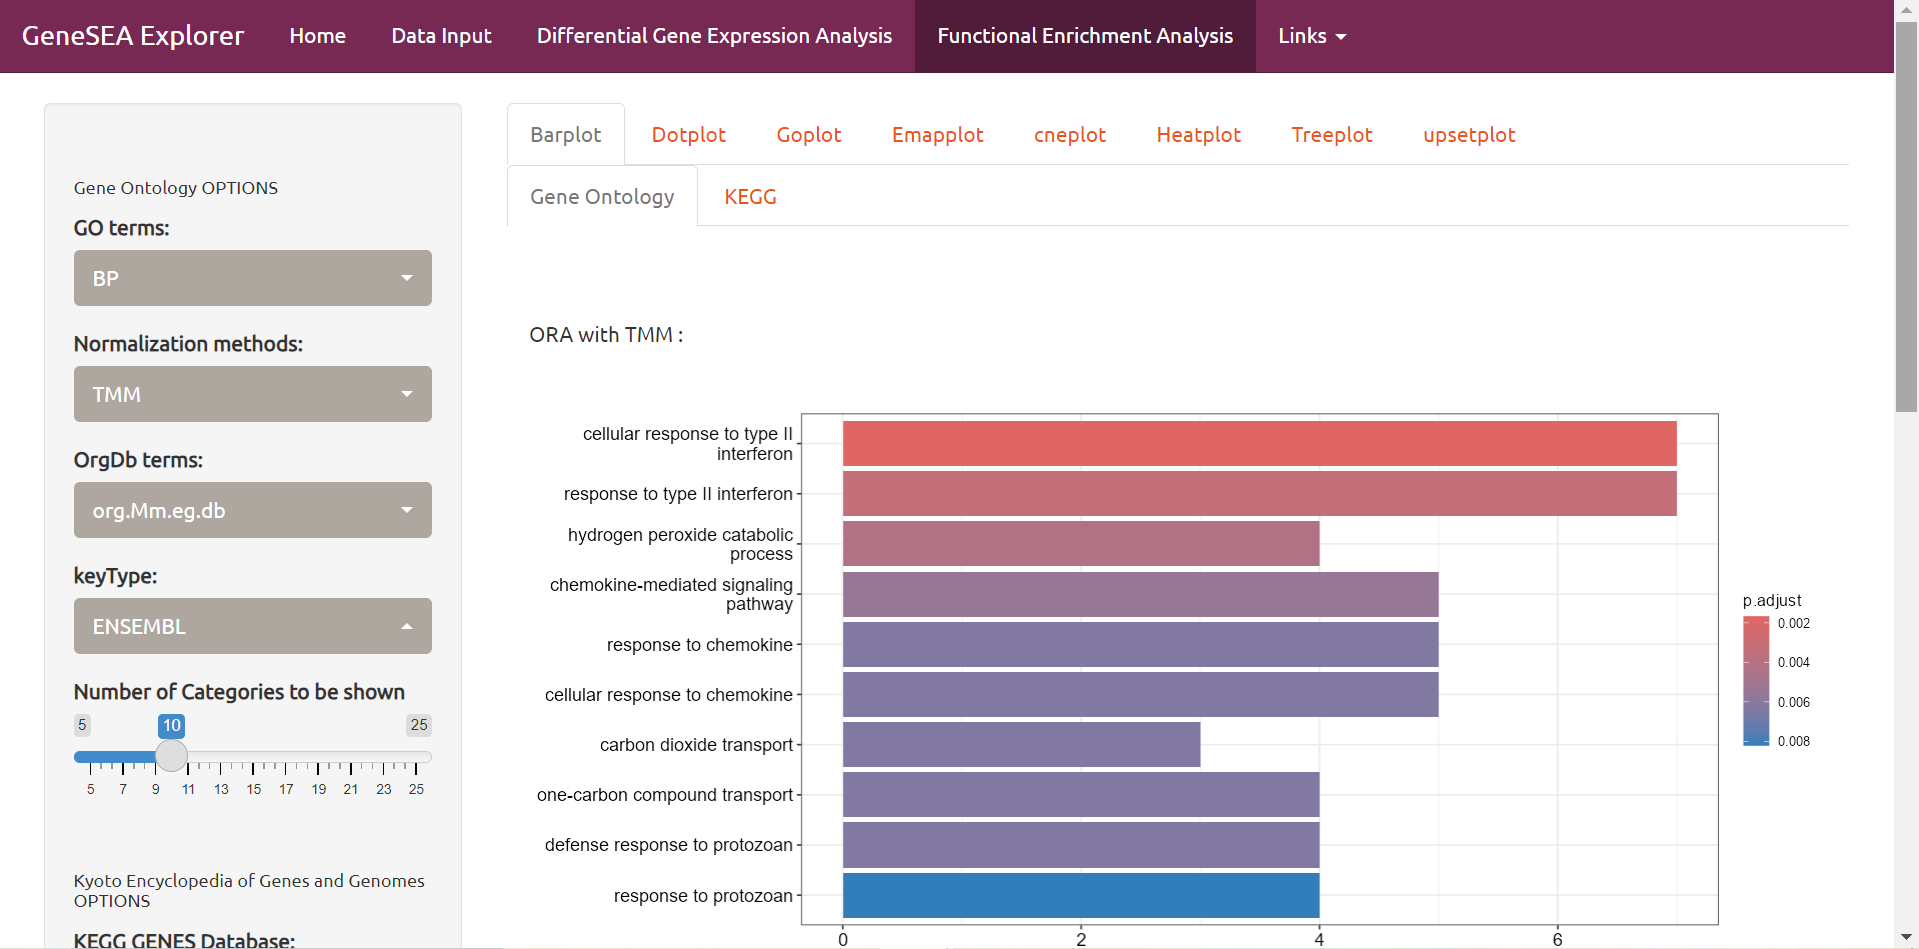 GeneSEA Explorer Home Data Input Differential Gene Expression Analysis Functional Enrichment Analysis Links
Gene Ontology OPTIONS
GO terms:
BP
Normalization methods:
TMM
OrgDb terms:
org.Mm.eg.db
keyType:
ENSEMBL
Number of Categories to be shown
5 10 25
5 7 9 11 13 15 17 19 21 23 25
Kyoto Encyclopedia of Genes and Genomes
OPTIONS
KEGG GENES Database:
Barplot Dotplot Goplot Emapplot cneplot Heatplot Treeplot upsetplot
Gene Ontology KEGG
ORA with TMM :
cellular response to type II
interferon
response to type II interferon
hydrogen peroxide catabolic
process
chemokine-mediated signaling
pathway
response to chemokine
cellular response to chemokine
carbon dioxide transport
one-carbon compound transport
defense response to protozoan
response to protozoan
0 2 4 6
p.adjust
0.002
0.004
0.006
0.008